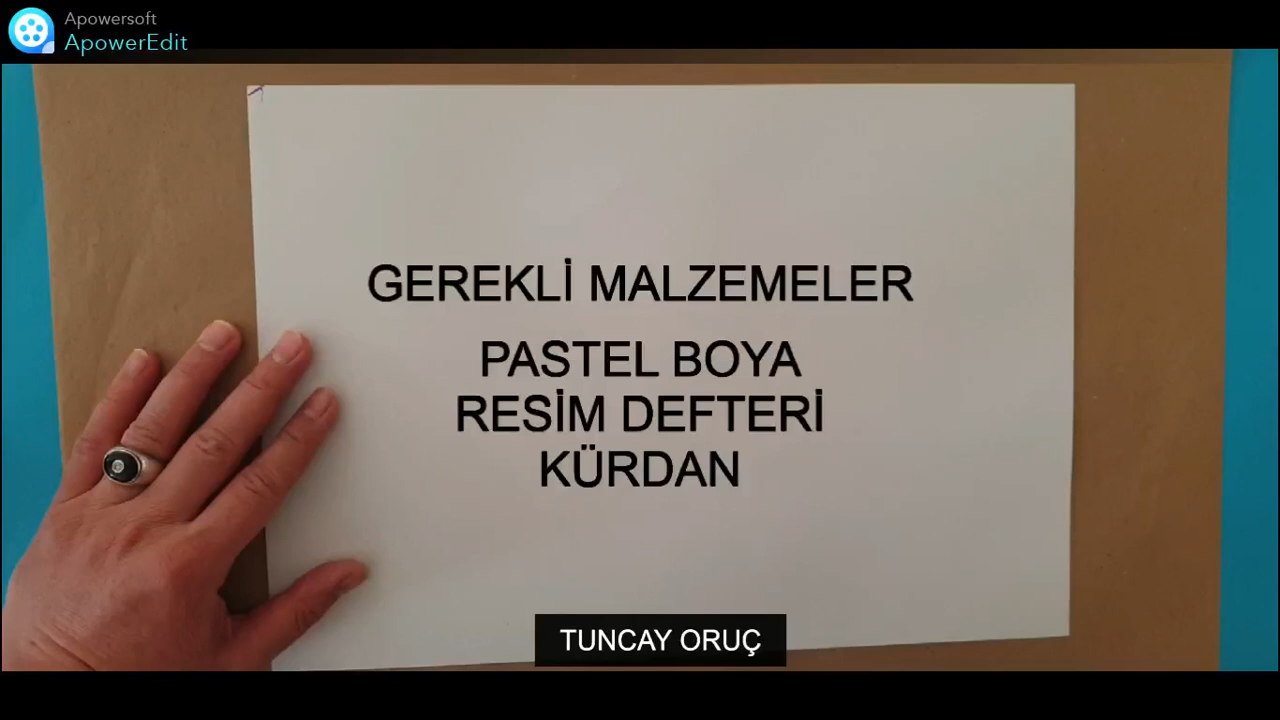 Apowersoft
ApowerEdit
GEREKLİ MALZEMELER
PASTEL BOYA
RESİM DEFTERİ
KÜRDAN
TUNCAY ORUÇ